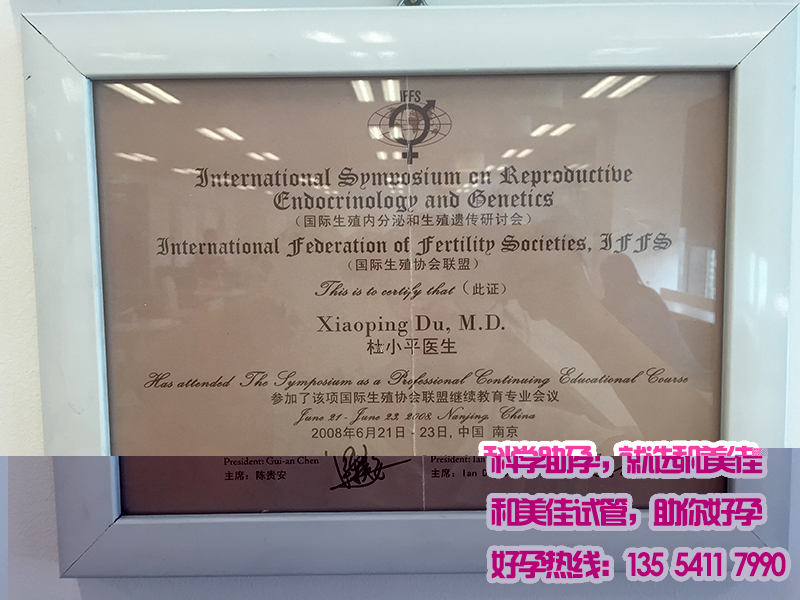 IFFS
International Symposium on Reproductive
Endocrinology and Genetics
（国际生殖内分泌和生殖遗传研讨会）
International Federation of Fertility Societies, IFFS
（国际生殖协会联盟）
This is to certify that（此证）
Xiaoping Du, M.D.
杜小平医生
Has attended The Symposium as a Professional Continuing Educational Course
参加了该项国际生殖协会联盟继续教育专业会议
June 21 - June 23, 2008, Nanjing, China
2008年6月21日 - 23日, 中国 南京
President: Gui-an Chen
主席：陈贵安
President: Ian
主席：Ian
科学助孕，就选和美佳
和美佳试管，助你好孕
好孕热线：135 5411 7990